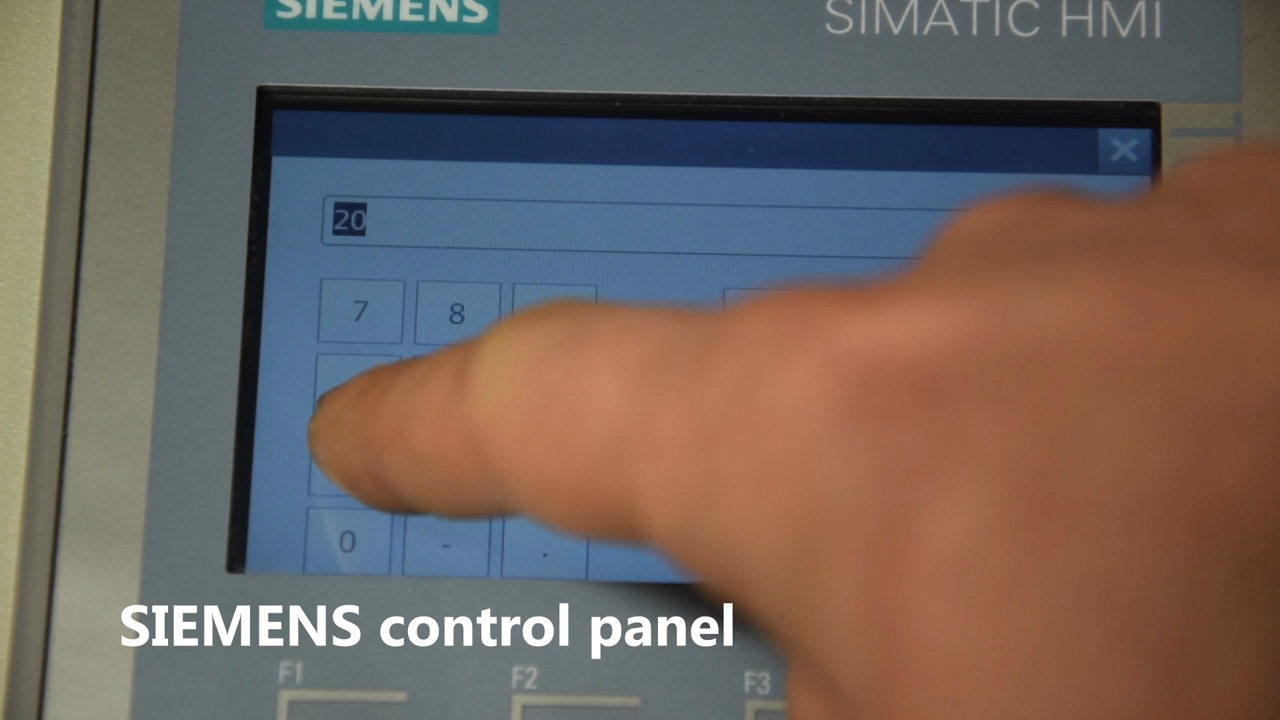 SIEMENS
SIMATIC HMI
20
7 8
0 - .
SIEMENS control panel
F1 F2 F3